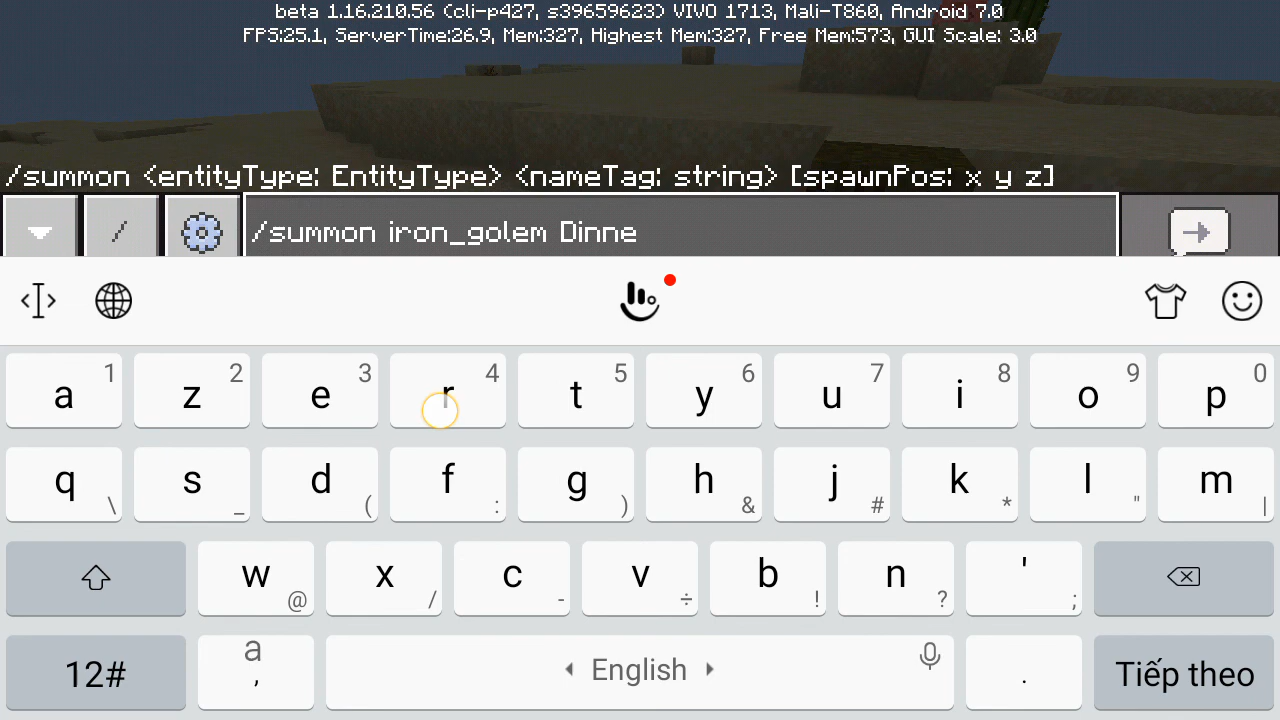 beta 1.16.210.56 (cli-p427, s39659623) VIVO 1713, Mali-T860, Android 7.0
FPS:25.1, ServerTime:26.9, Mem:327, Highest Mem:327, Free Mem:573, GUI Scale: 3.0
/summon <entityType: EntityType> <nameTag: string> [spawnPos: x y z]
/ /summon iron_golem Dinne
a 1 z 2 e 3 r 4 t 5 y 6 u 7 i 8 o 9 p 0
q \ s _ d ( f : g ) h & j # k * l " m |
w @ x / c - v ÷ b ! n ? ' ;
12# a , English . Tiếp theo